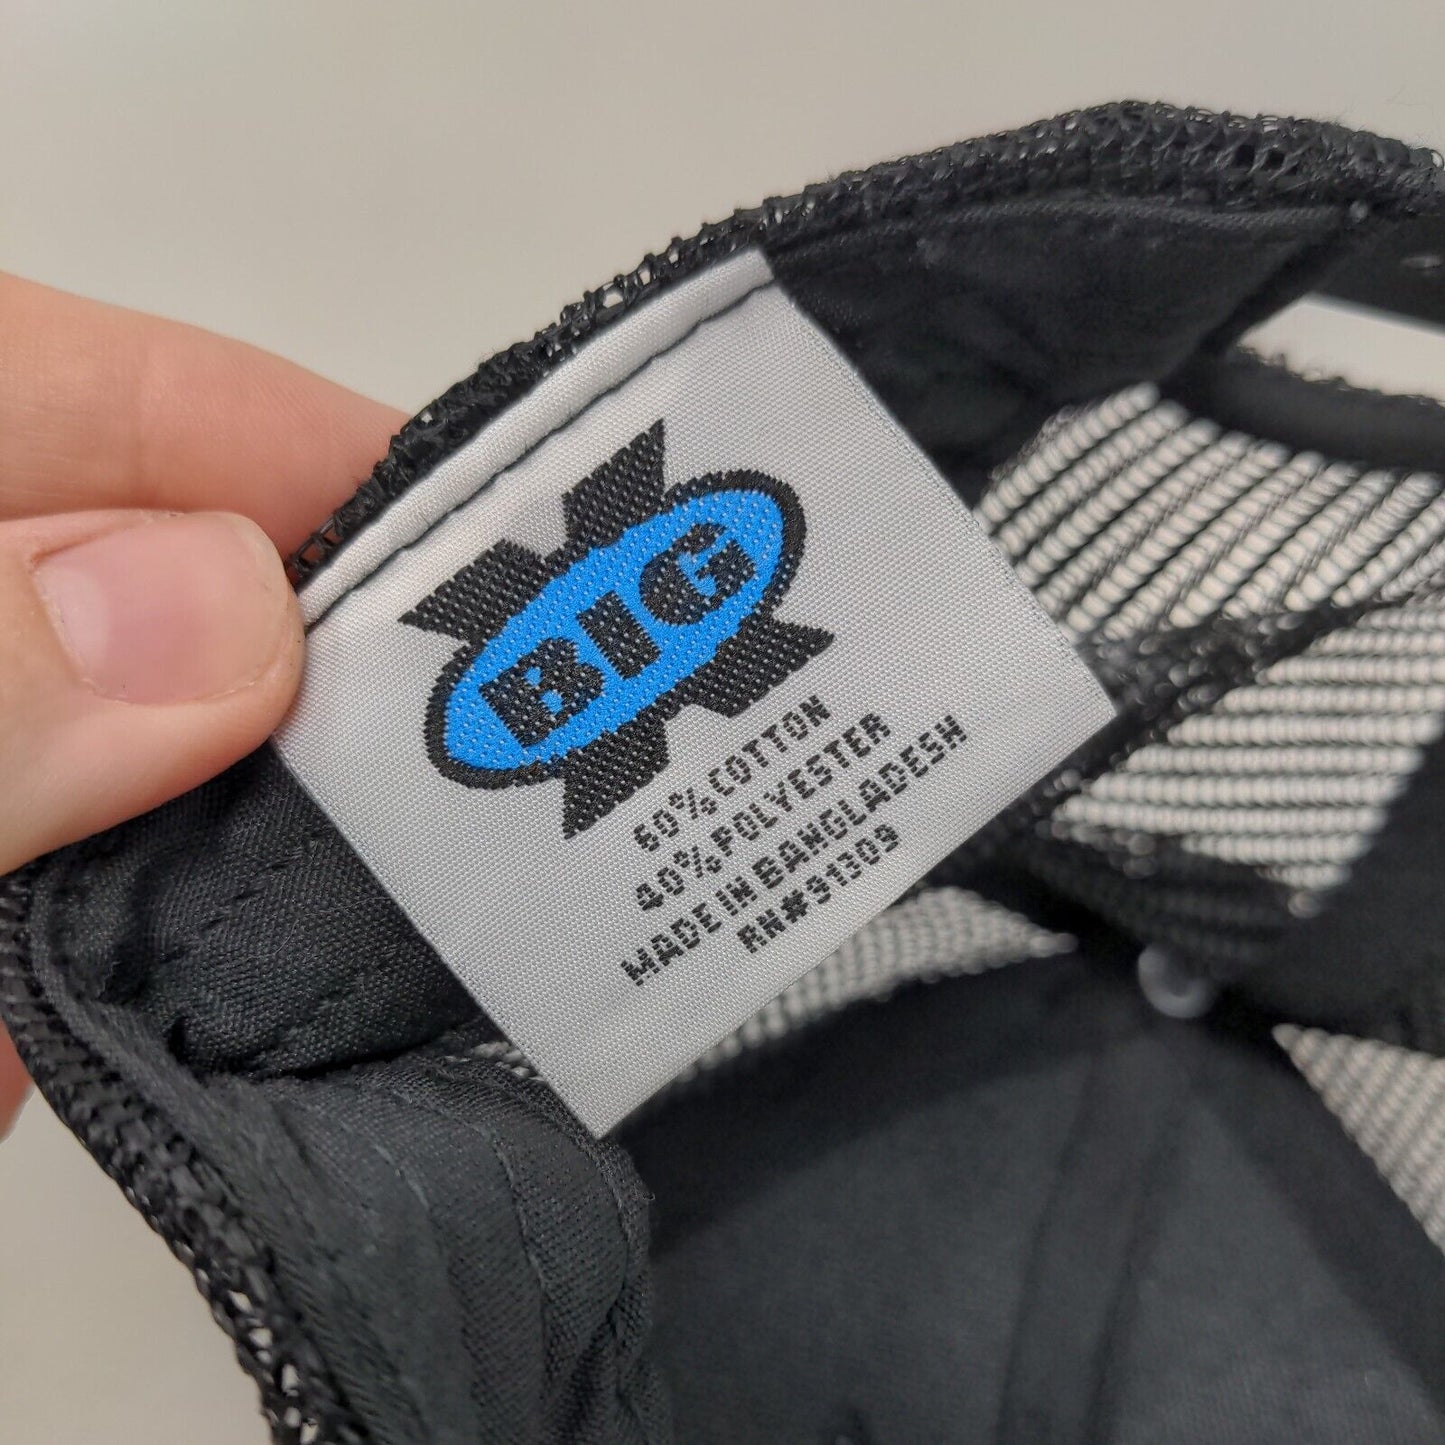 BIG
60% COTTON
40% POLYESTER
MADE IN BANGLADESH
RN#91309